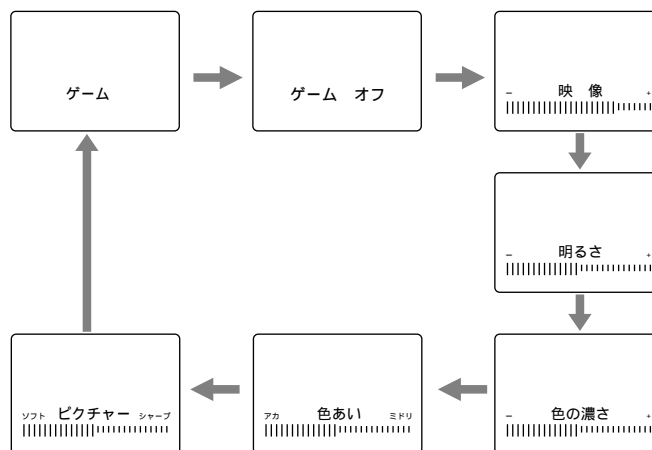 ゲーム
ゲーム オフ
− 映 像 +
− 明るさ +
− 色の濃さ +
アカ 色あい ミドリ
ソフト ピクチャー シャープ